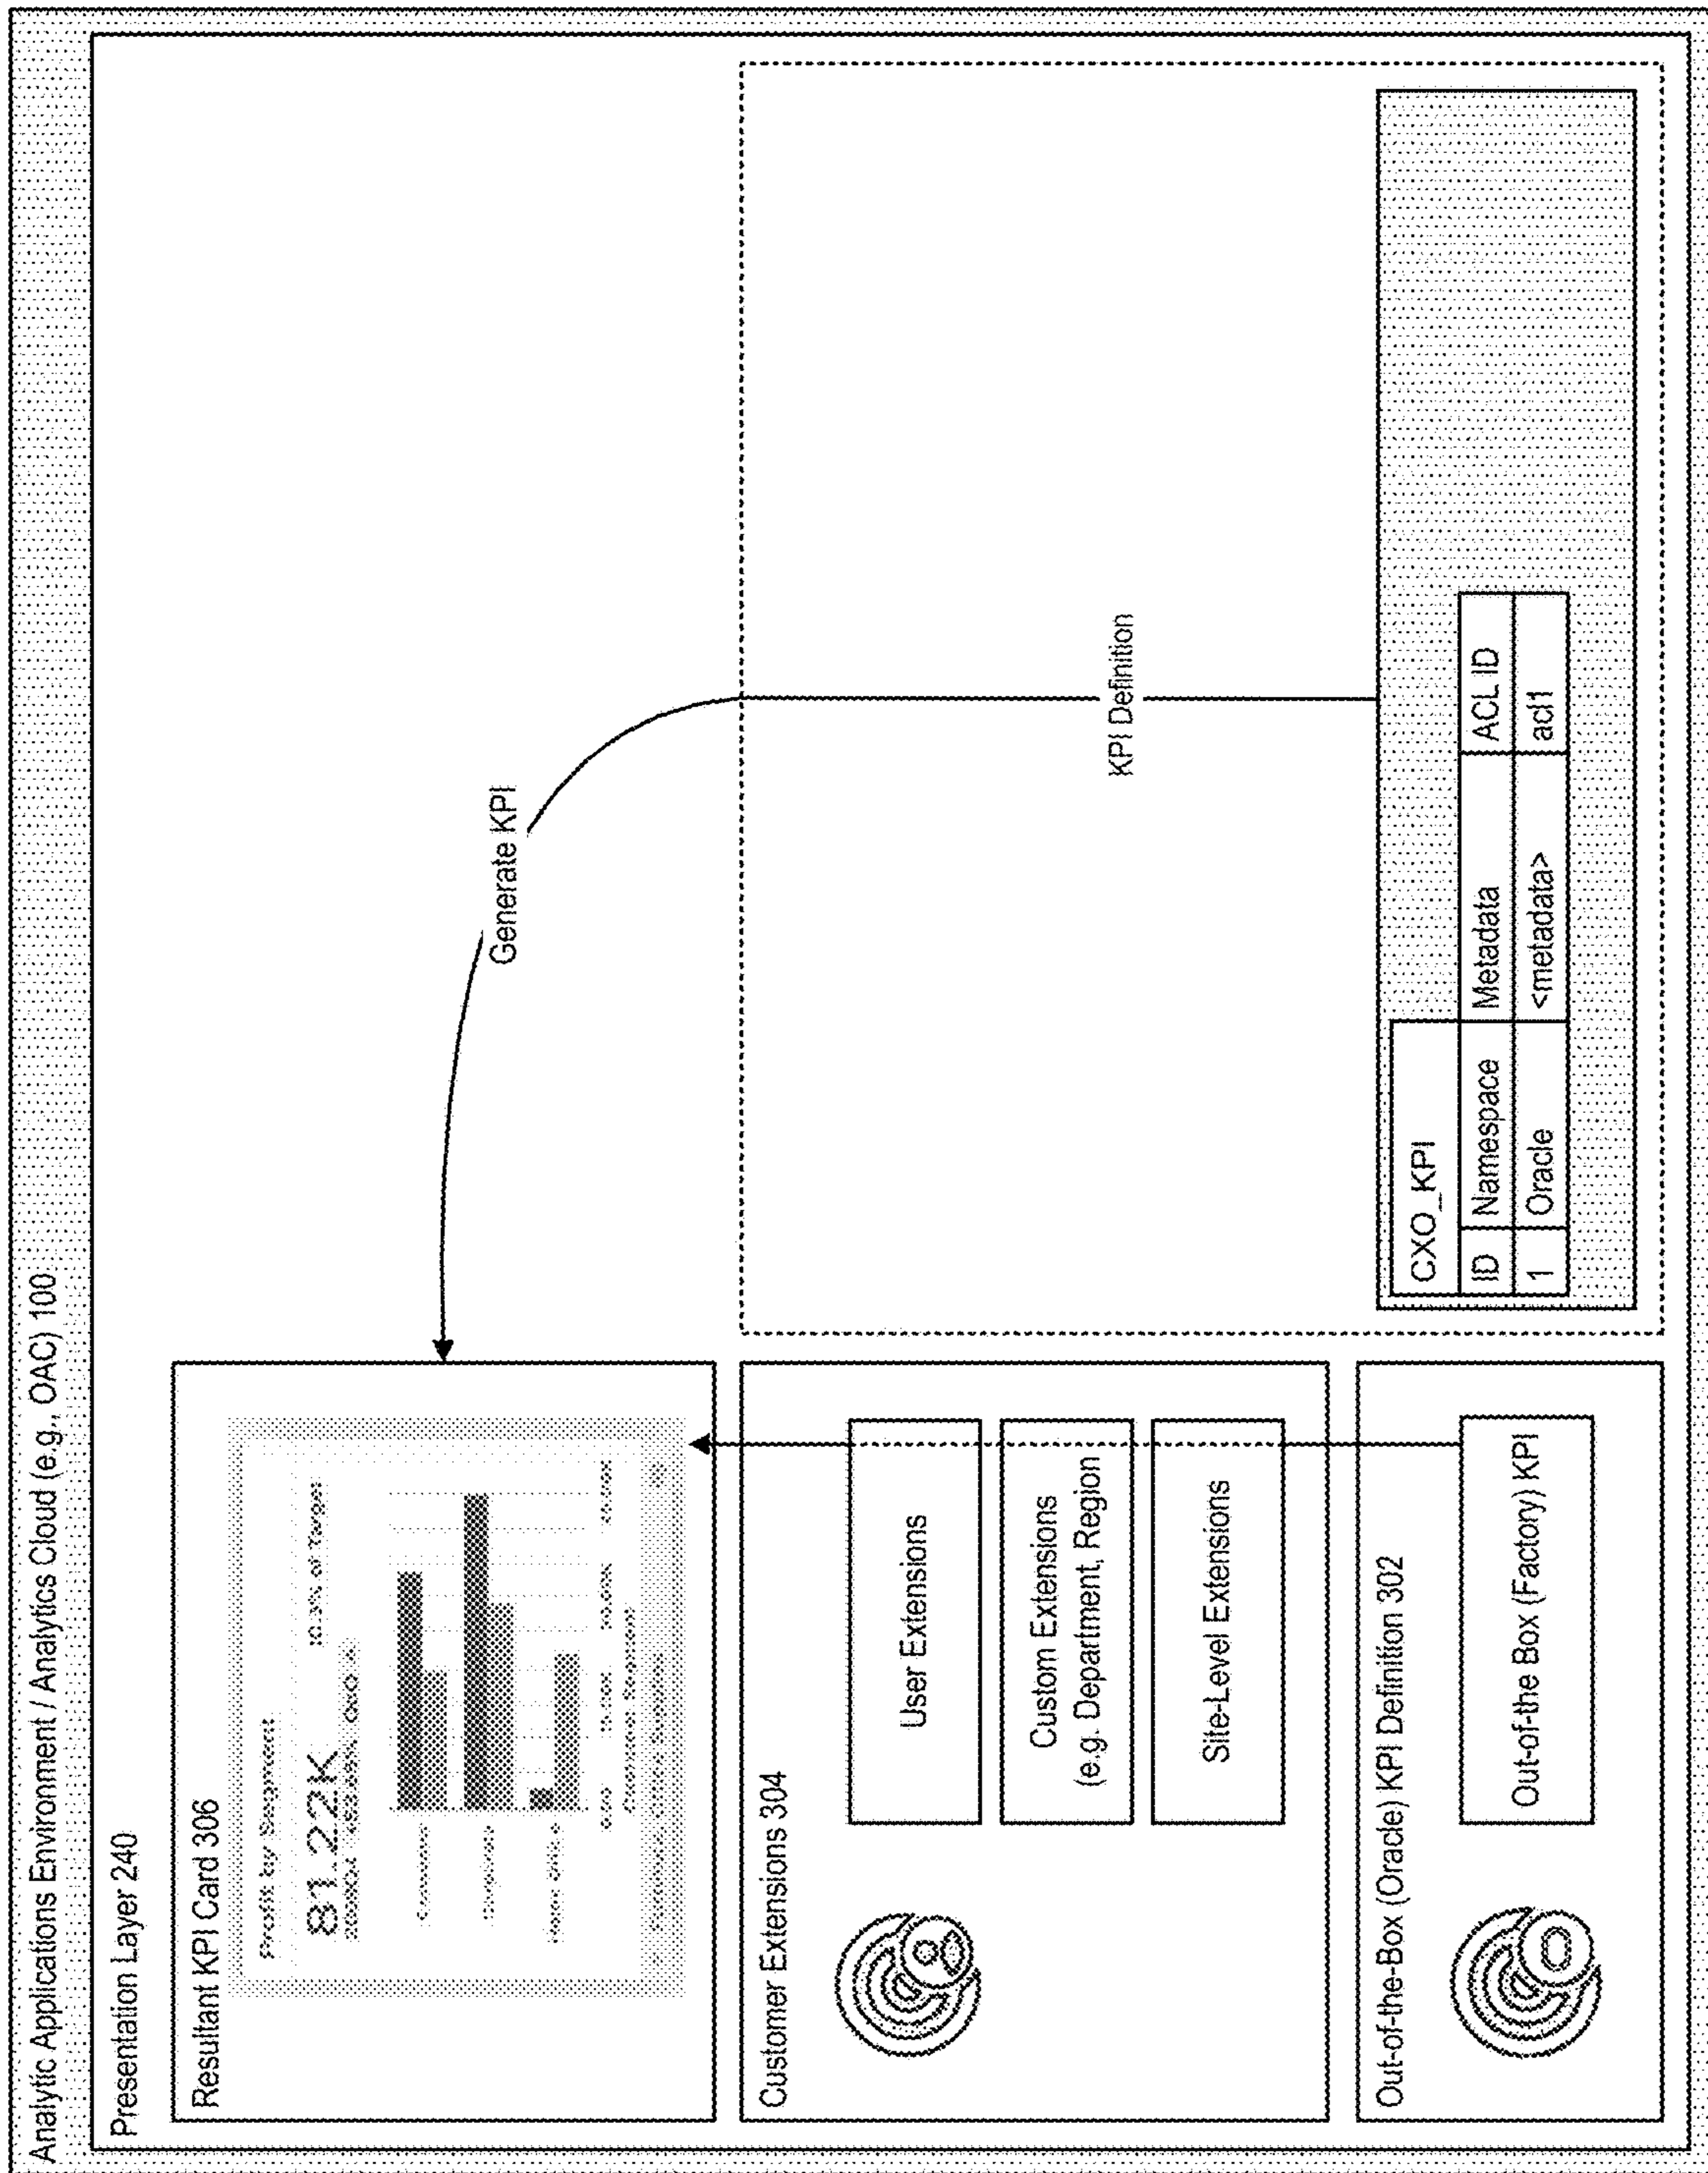 Analytic Applications Environment / Analytics Cloud (e.g., OAC) 100
Presentation Layer 240
Resultant KPI Card 306
Profit by Segment
81.22K
of Target
Generate KPI
Customer Extensions 304
User Extensions
Custom Extensions
(e.g. Department, Region
Site-Level Extensions
KPI Definition
Out-of-the-Box (Oracle) KPI Definition 302
Out-of-the Box (Factory) KPI
CXO_KPI
ID Namespace Metadata ACL ID
1 Oracle <metadata> acl1